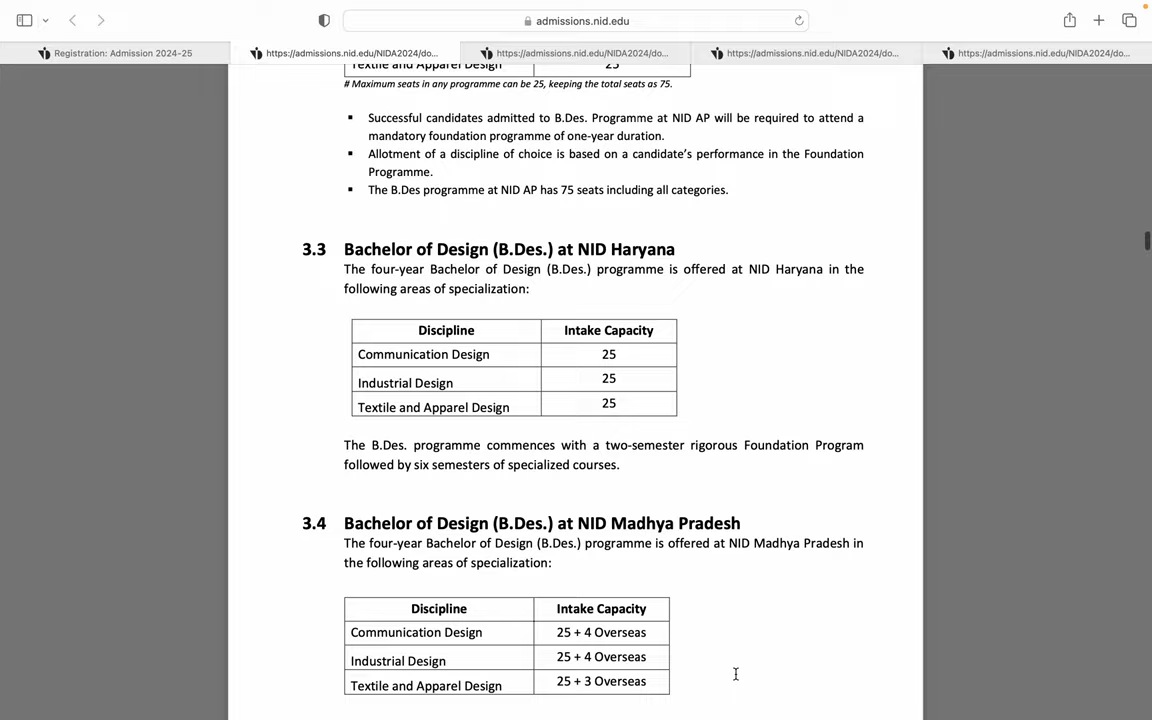 admissions.nid.edu
Registration: Admission 2024-25
https://admissions.nid.edu/NIDA2024/do...
https://admissions.nid.edu/NIDA2024/do...
https://admissions.nid.edu/NIDA2024/do...
https://admissions.nid.edu/NIDA2024/do...
Textile and Apparel Design 25
# Maximum seats in any programme can be 25, keeping the total seats as 75.
▪ Successful candidates admitted to B.Des. Programme at NID AP will be required to attend a
mandatory foundation programme of one-year duration.
▪ Allotment of a discipline of choice is based on a candidate’s performance in the Foundation
Programme.
▪ The B.Des programme at NID AP has 75 seats including all categories.
3.3 Bachelor of Design (B.Des.) at NID Haryana
The four-year Bachelor of Design (B.Des.) programme is offered at NID Haryana in the
following areas of specialization:
Discipline Intake Capacity
Communication Design 25
Industrial Design 25
Textile and Apparel Design 25
The B.Des. programme commences with a two-semester rigorous Foundation Program
followed by six semesters of specialized courses.
3.4 Bachelor of Design (B.Des.) at NID Madhya Pradesh
The four-year Bachelor of Design (B.Des.) programme is offered at NID Madhya Pradesh in
the following areas of specialization:
Discipline Intake Capacity
Communication Design 25 + 4 Overseas
Industrial Design 25 + 4 Overseas
Textile and Apparel Design 25 + 3 Overseas